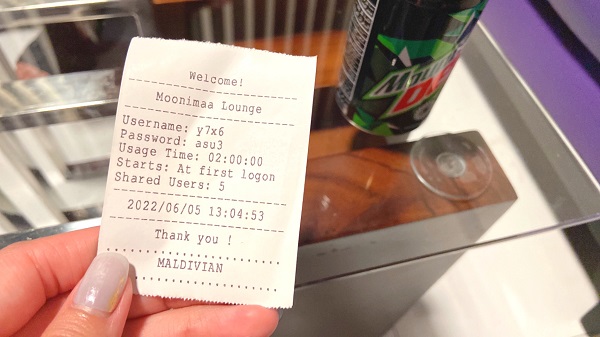 Welcome!
Moonimaa Lounge
Username: y7x6
Password: asu3
Usage Time: 02:00:00
Starts: At first logon
Shared Users: 5
2022/06/05 13:04:53
Thank you !
MALDIVIAN